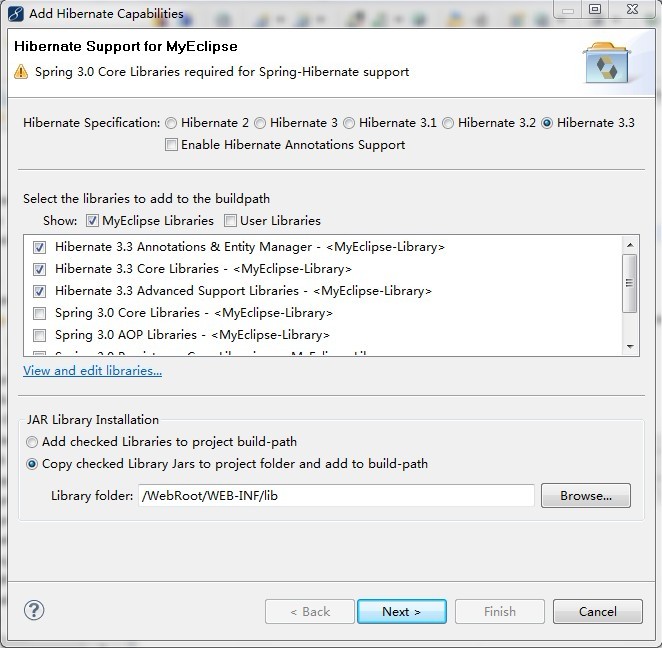 Add Hibernate Capabilities
Hibernate Support for MyEclipse
Spring 3.0 Core Libraries required for Spring-Hibernate support
Hibernate Specification: Hibernate 2 Hibernate 3 Hibernate 3.1 Hibernate 3.2 Hibernate 3.3
Enable Hibernate Annotations Support
Select the libraries to add to the buildpath
Show: MyEclipse Libraries User Libraries
Hibernate 3.3 Annotations & Entity Manager - <MyEclipse-Library>
Hibernate 3.3 Core Libraries - <MyEclipse-Library>
Hibernate 3.3 Advanced Support Libraries - <MyEclipse-Library>
Spring 3.0 Core Libraries - <MyEclipse-Library>
Spring 3.0 AOP Libraries - <MyEclipse-Library>
View and edit libraries...
JAR Library Installation
Add checked Libraries to project build-path
Copy checked Library Jars to project folder and add to build-path
Library folder: /WebRoot/WEB-INF/lib Browse...
? < Back Next > Finish Cancel